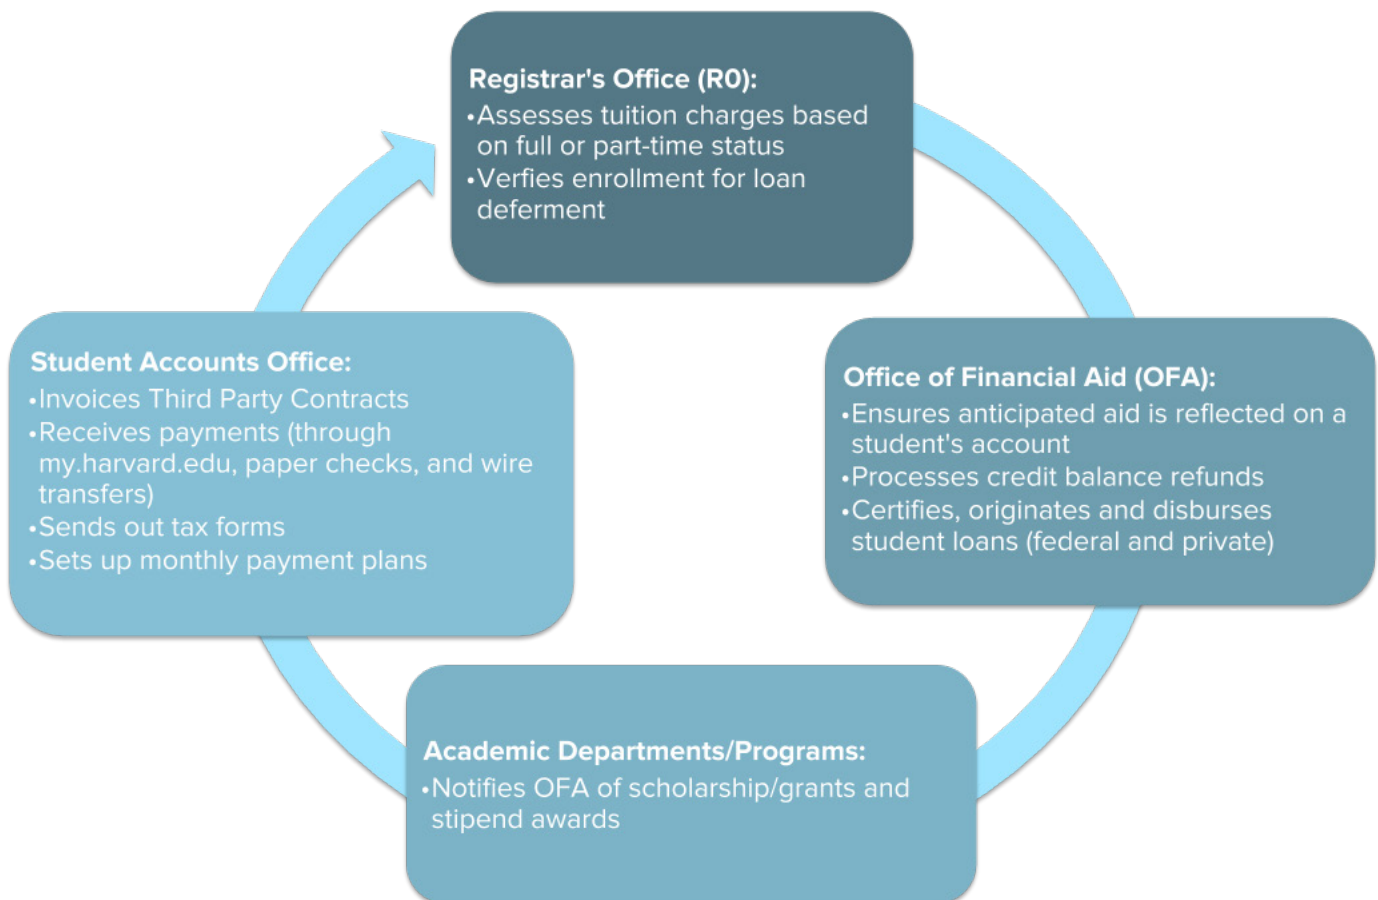 Registrar's Office (R0):
•Assesses tuition charges based
on full or part-time status
•Verfies enrollment for loan
deferment
Office of Financial Aid (OFA):
•Ensures anticipated aid is reflected on a
student's account
•Processes credit balance refunds
•Certifies, originates and disburses
student loans (federal and private)
Academic Departments/Programs:
•Notifies OFA of scholarship/grants and
stipend awards
Student Accounts Office:
•Invoices Third Party Contracts
•Receives payments (through
my.harvard.edu, paper checks, and wire
transfers)
•Sends out tax forms
•Sets up monthly payment plans